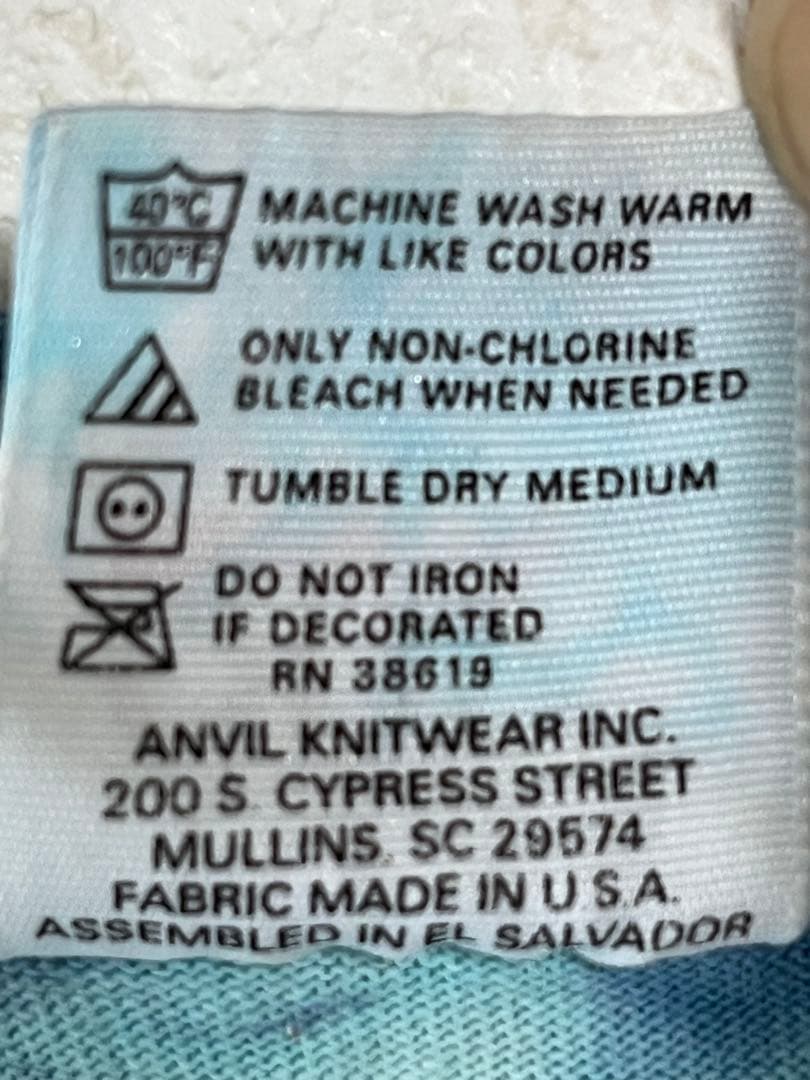 40°C MACHINE WASH WARM
100°F WITH LIKE COLORS
ONLY NON-CHLORINE
BLEACH WHEN NEEDED
TUMBLE DRY MEDIUM
DO NOT IRON
IF DECORATED
RN 38619
ANVIL KNITWEAR INC.
200 S. CYPRESS STREET
MULLINS, SC 29574
FABRIC MADE IN U.S.A.
ASSEMBLED IN EL SALVADOR